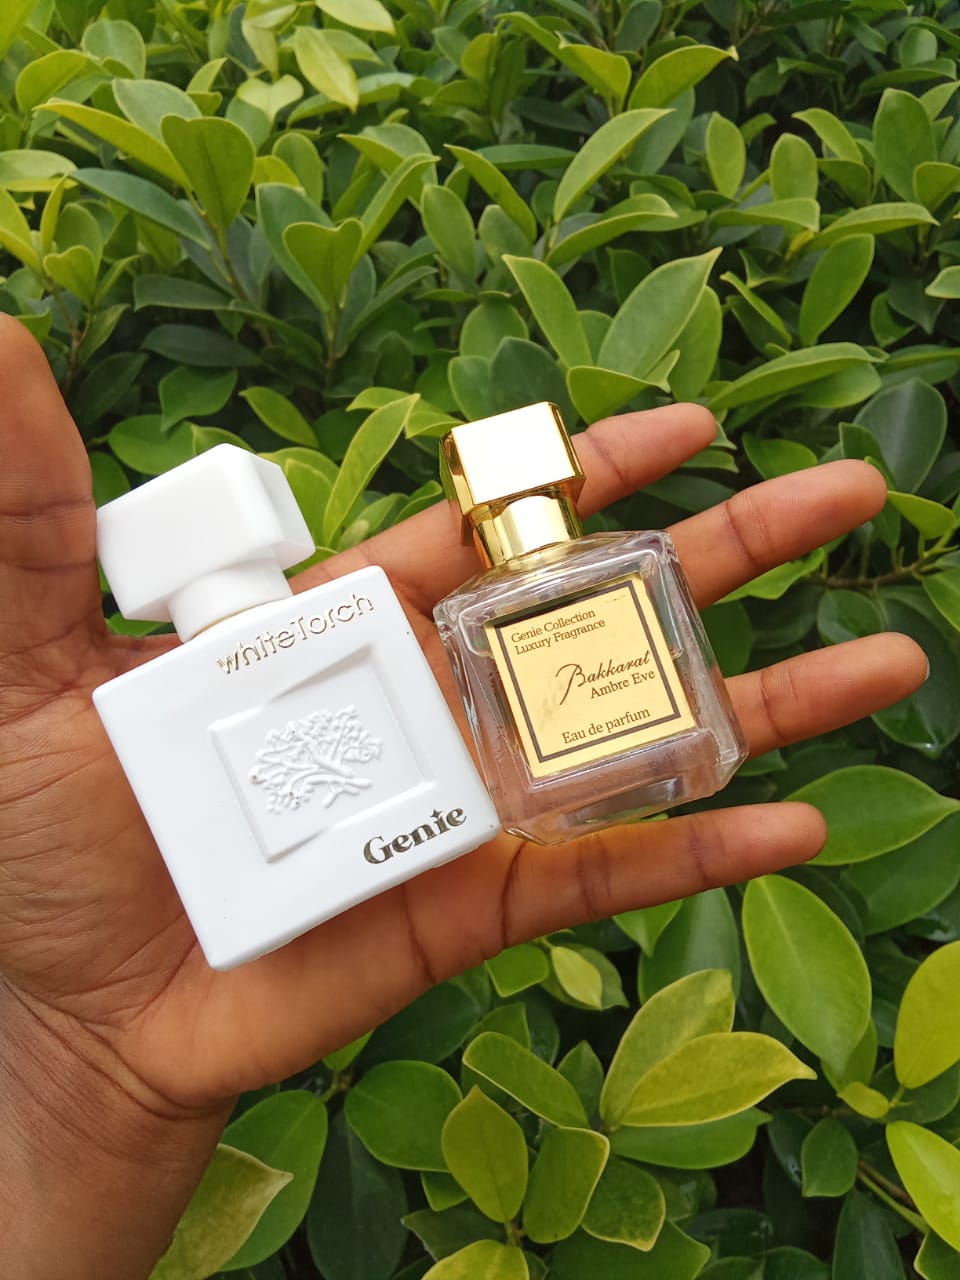 whiteTorch
Genie
Genie Collection
Luxury Fragrance
Bakkarat
Ambre Eve
Eau de parfum